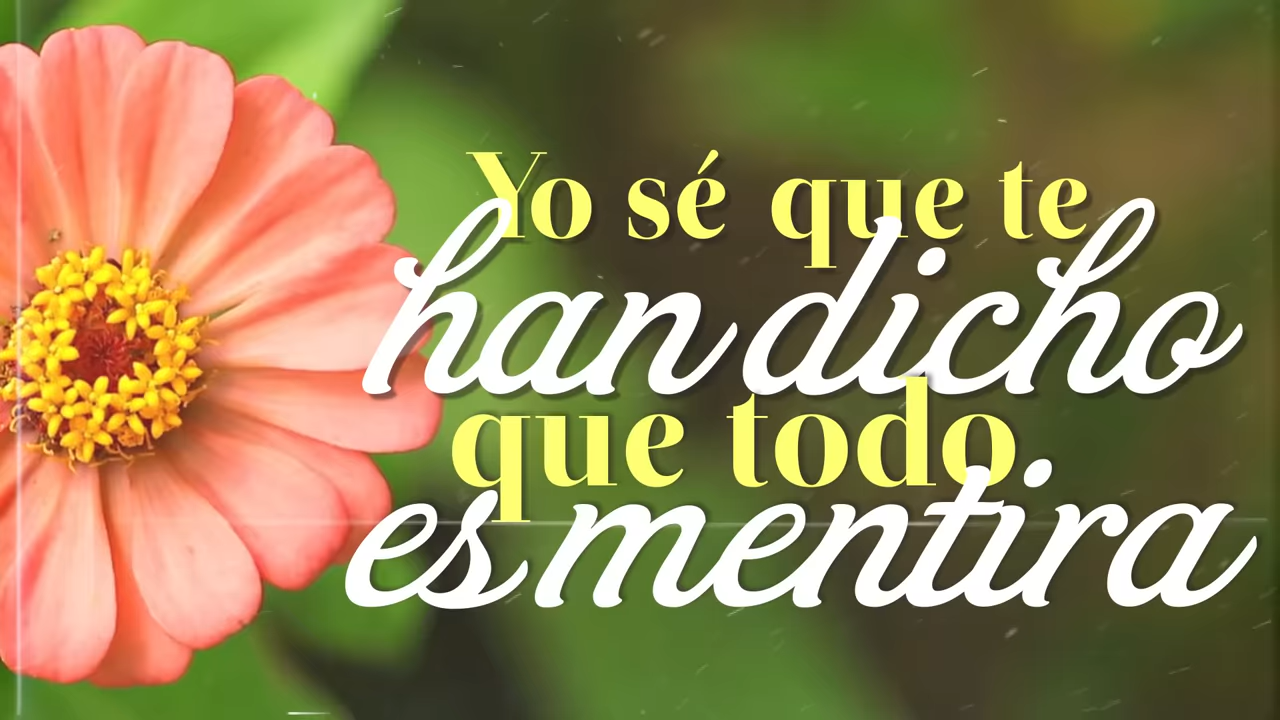 Yo sé que te
han dicho
que todo
es mentira